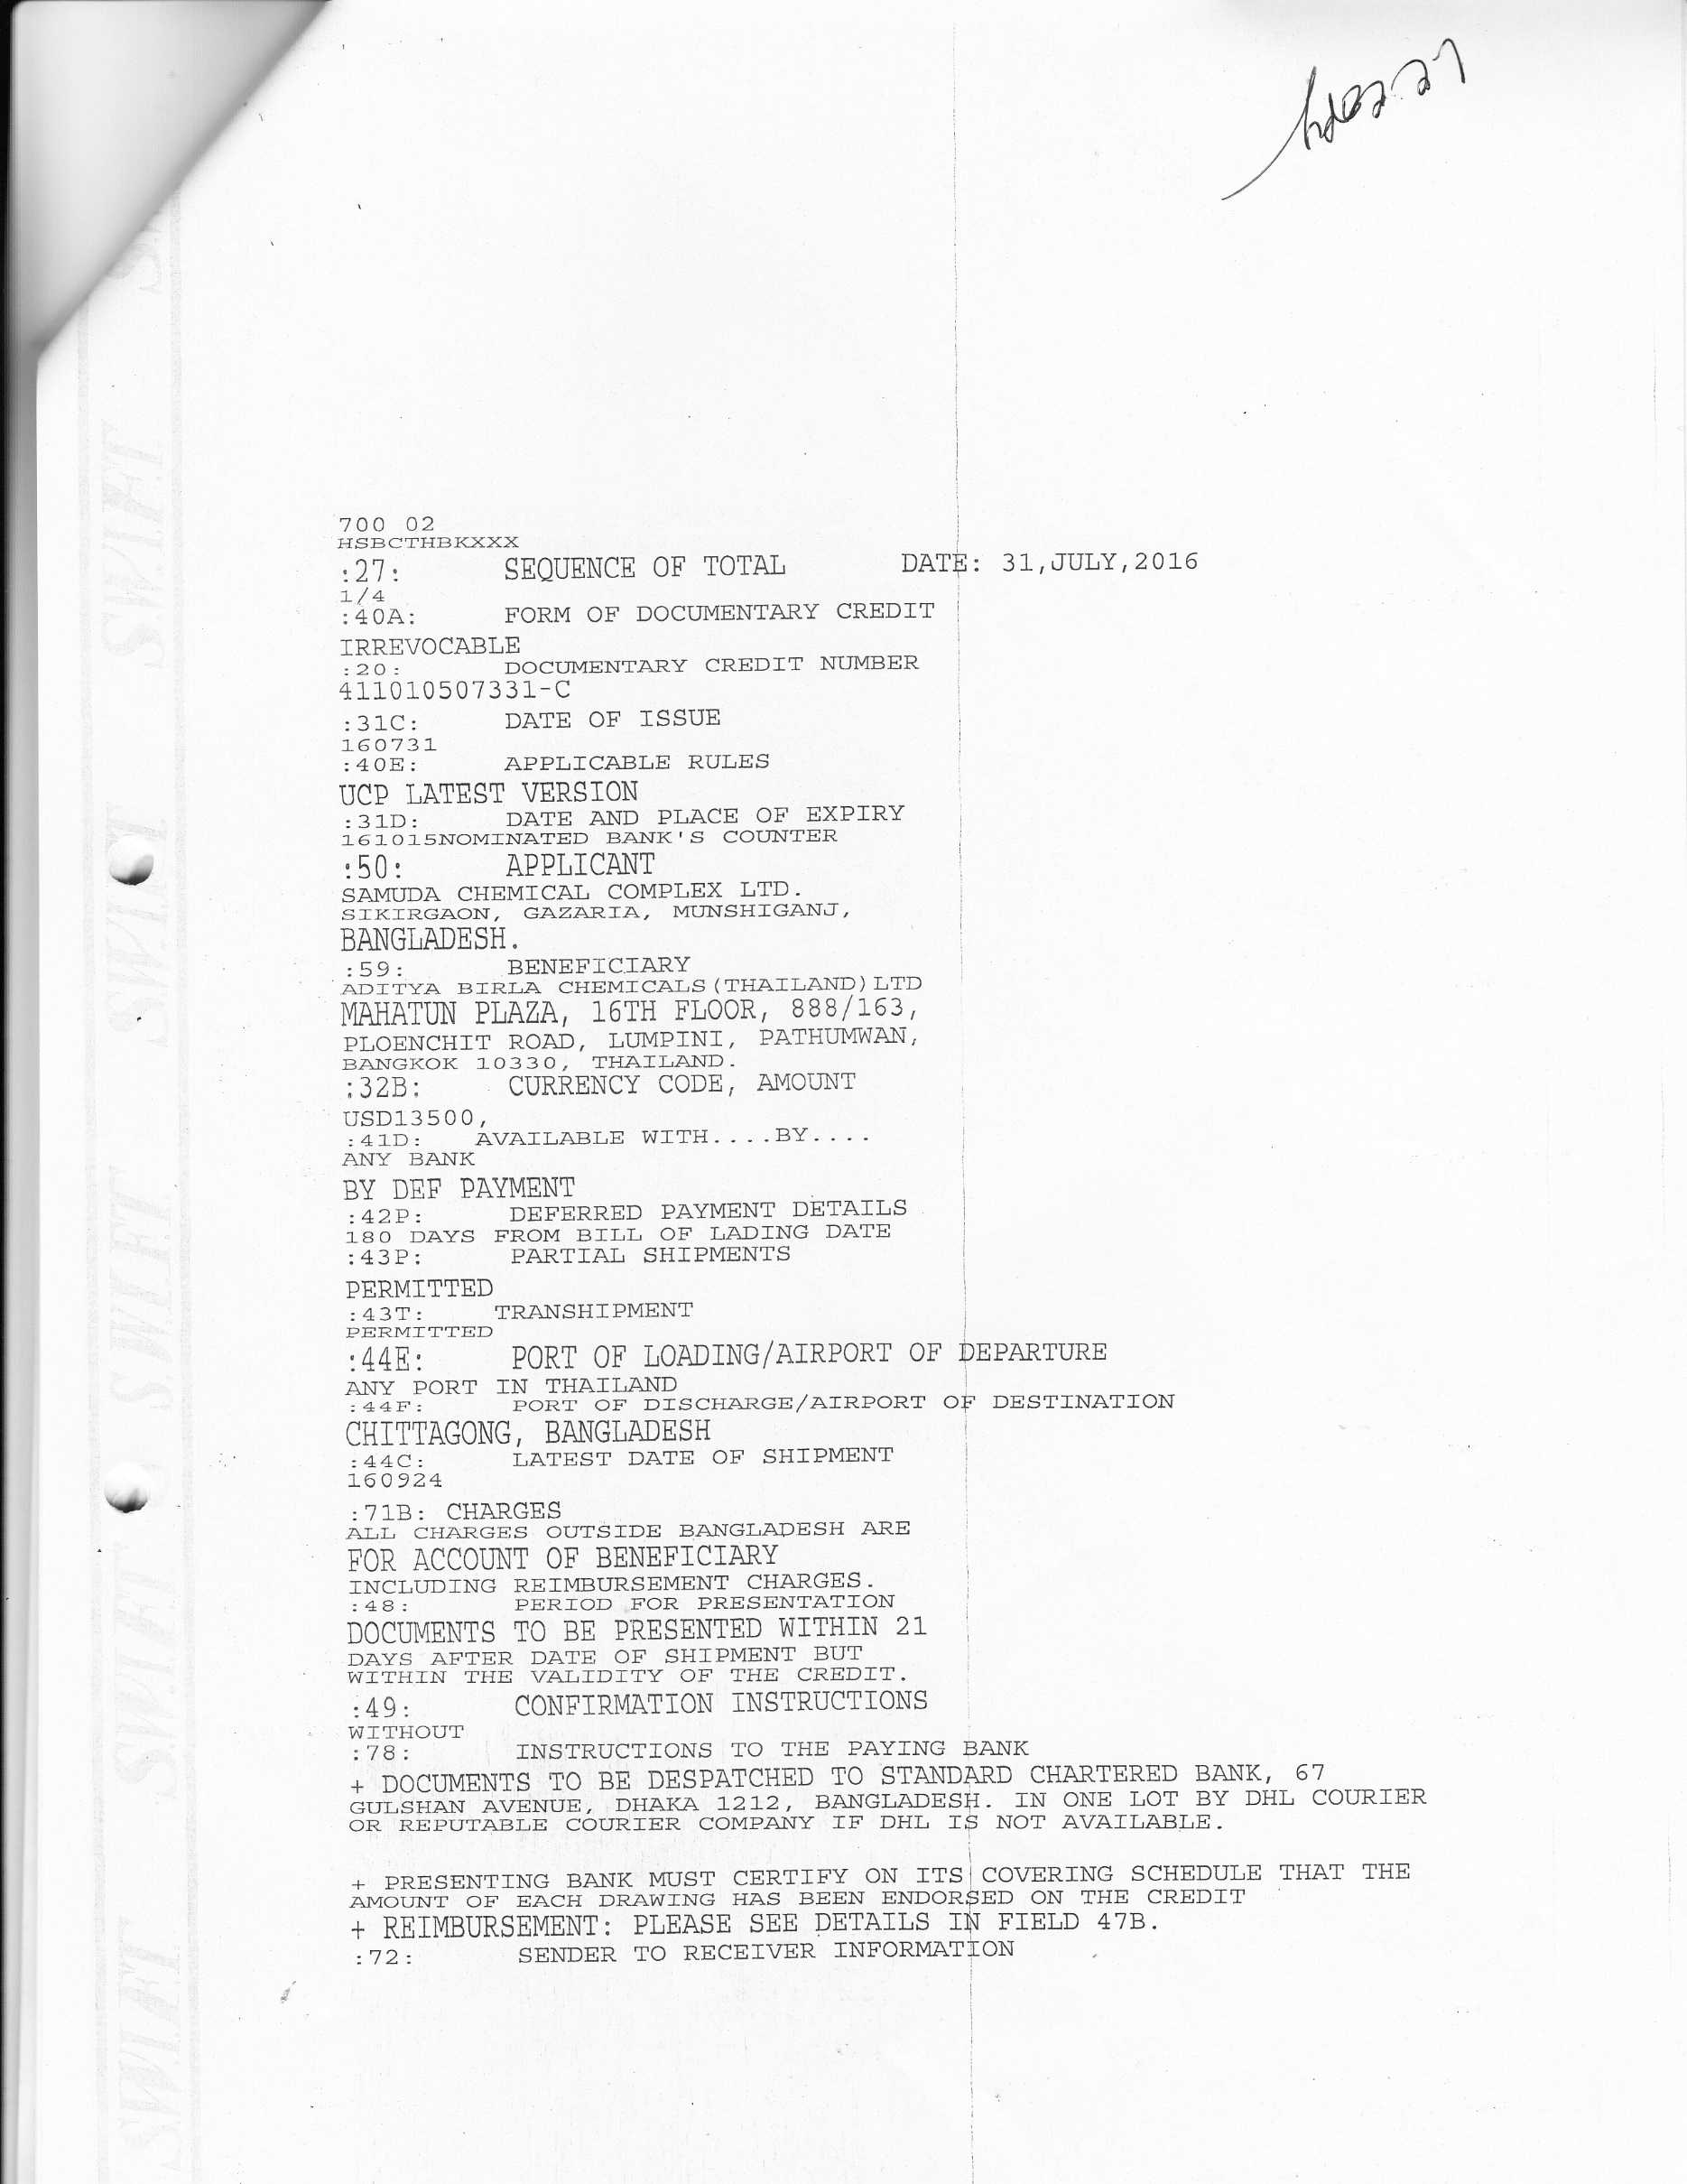 700 02
HSBCTHBKXXX
:27: SEQUENCE OF TOTAL DATE: 31,JULY,2016
1/4
:40A: FORM OF DOCUMENTARY CREDIT
IRREVOCABLE
:20: DOCUMENTARY CREDIT NUMBER
411010507331-C
:31C: DATE OF ISSUE
160731
:40E: APPLICABLE RULES
UCP LATEST VERSION
:31D: DATE AND PLACE OF EXPIRY
161015NOMINATED BANK'S COUNTER
:50: APPLICANT
SAMUDA CHEMICAL COMPLEX LTD.
SIKIRGAON, GAZARIA, MUNSHIGANJ,
BANGLADESH.
:59: BENEFICIARY
ADITYA BIRLA CHEMICALS(THAILAND)LTD
MAHATUN PLAZA, 16TH FLOOR, 888/163,
PLOENCHIT ROAD, LUMPINI, PATHUMWAN,
BANGKOK 10330, THAILAND.
:32B: CURRENCY CODE, AMOUNT
USD13500,
:41D: AVAILABLE WITH....BY....
ANY BANK
BY DEF PAYMENT
:42P: DEFERRED PAYMENT DETAILS
180 DAYS FROM BILL OF LADING DATE
:43P: PARTIAL SHIPMENTS
PERMITTED
:43T: TRANSHIPMENT
PERMITTED
:44E: PORT OF LOADING/AIRPORT OF DEPARTURE
ANY PORT IN THAILAND
:44F: PORT OF DISCHARGE/AIRPORT OF DESTINATION
CHITTAGONG, BANGLADESH
:44C: LATEST DATE OF SHIPMENT
160924
:71B: CHARGES
ALL CHARGES OUTSIDE BANGLADESH ARE
FOR ACCOUNT OF BENEFICIARY
INCLUDING REIMBURSEMENT CHARGES.
:48: PERIOD FOR PRESENTATION
DOCUMENTS TO BE PRESENTED WITHIN 21
DAYS AFTER DATE OF SHIPMENT BUT
WITHIN THE VALIDITY OF THE CREDIT.
:49: CONFIRMATION INSTRUCTIONS
WITHOUT
:78: INSTRUCTIONS TO THE PAYING BANK
+ DOCUMENTS TO BE DESPATCHED TO STANDARD CHARTERED BANK, 67
GULSHAN AVENUE, DHAKA 1212, BANGLADESH. IN ONE LOT BY DHL COURIER
OR REPUTABLE COURIER COMPANY IF DHL IS NOT AVAILABLE.
+ PRESENTING BANK MUST CERTIFY ON ITS COVERING SCHEDULE THAT THE
AMOUNT OF EACH DRAWING HAS BEEN ENDORSED ON THE CREDIT
+ REIMBURSEMENT: PLEASE SEE DETAILS IN FIELD 47B.
:72: SENDER TO RECEIVER INFORMATION
SWIFT
SWIFT
SWIFT
SWIFT
SWIFT